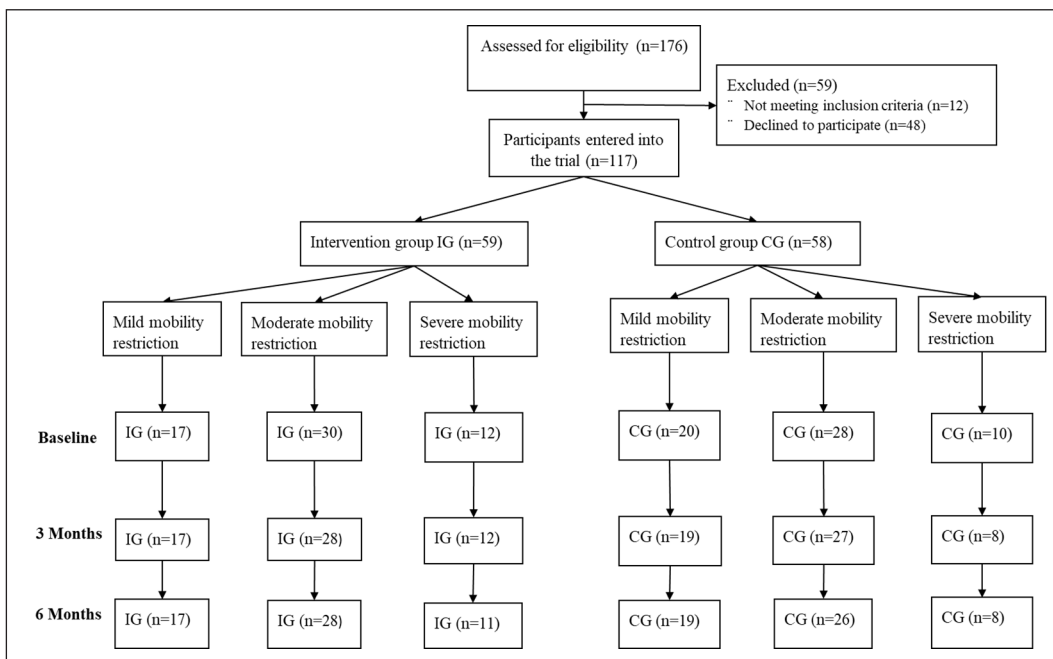 Assessed for eligibility (n=176)
Excluded (n=59)
¨ Not meeting inclusion criteria (n=12)
¨ Declined to participate (n=48)
Participants entered into
the trial (n=117)
Intervention group IG (n=59)
Control group CG (n=58)
Mild mobility
restriction
Moderate mobility
restriction
Severe mobility
restriction
Mild mobility
restriction
Moderate mobility
restriction
Severe mobility
restriction
Baseline
IG (n=17)
IG (n=30)
IG (n=12)
CG (n=20)
CG (n=28)
CG (n=10)
3 Months
IG (n=17)
IG (n=28)
IG (n=12)
CG (n=19)
CG (n=27)
CG (n=8)
6 Months
IG (n=17)
IG (n=28)
IG (n=11)
CG (n=19)
CG (n=26)
CG (n=8)